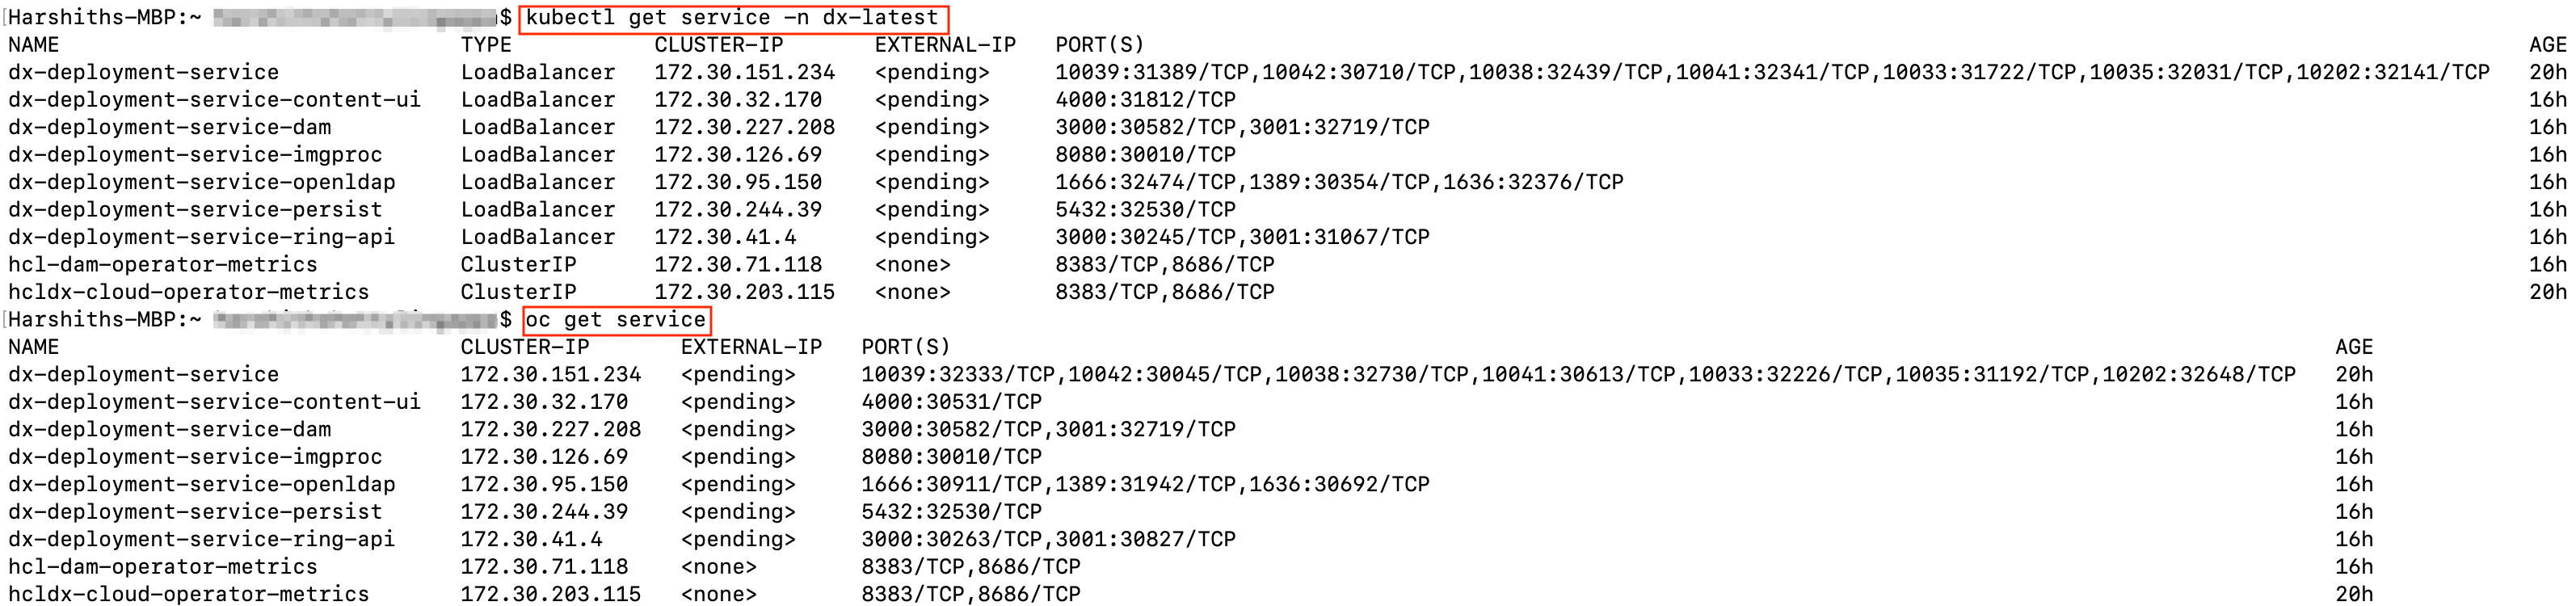 Harshiths-MBP:~ $ kubectl get service -n dx-latest
NAME TYPE CLUSTER-IP EXTERNAL-IP PORT(S) AGE
dx-deployment-service LoadBalancer 172.30.151.234 <pending> 10039:31389/TCP,10042:30710/TCP,10038:32439/TCP,10041:32341/TCP,10033:31722/TCP,10035:32031/TCP,10202:32141/TCP 20h
dx-deployment-service-content-ui LoadBalancer 172.30.32.170 <pending> 4000:31812/TCP 16h
dx-deployment-service-dam LoadBalancer 172.30.227.208 <pending> 3000:30582/TCP,3001:32719/TCP 16h
dx-deployment-service-imgproc LoadBalancer 172.30.126.69 <pending> 8080:30010/TCP 16h
dx-deployment-service-openldap LoadBalancer 172.30.95.150 <pending> 1666:32474/TCP,1389:30354/TCP,1636:32376/TCP 16h
dx-deployment-service-persist LoadBalancer 172.30.244.39 <pending> 5432:32530/TCP 16h
dx-deployment-service-ring-api LoadBalancer 172.30.41.4 <pending> 3000:30245/TCP,3001:31067/TCP 16h
hcl-dam-operator-metrics ClusterIP 172.30.71.118 <none> 8383/TCP,8686/TCP 16h
hcldx-cloud-operator-metrics ClusterIP 172.30.203.115 <none> 8383/TCP,8686/TCP 20h
Harshiths-MBP:~ $ oc get service
NAME CLUSTER-IP EXTERNAL-IP PORT(S) AGE
dx-deployment-service 172.30.151.234 <pending> 10039:32333/TCP,10042:30045/TCP,10038:32730/TCP,10041:30613/TCP,10033:32226/TCP,10035:31192/TCP,10202:32648/TCP 20h
dx-deployment-service-content-ui 172.30.32.170 <pending> 4000:30531/TCP 16h
dx-deployment-service-dam 172.30.227.208 <pending> 3000:30582/TCP,3001:32719/TCP 16h
dx-deployment-service-imgproc 172.30.126.69 <pending> 8080:30010/TCP 16h
dx-deployment-service-openldap 172.30.95.150 <pending> 1666:30911/TCP,1389:31942/TCP,1636:30692/TCP 16h
dx-deployment-service-persist 172.30.244.39 <pending> 5432:32530/TCP 16h
dx-deployment-service-ring-api 172.30.41.4 <pending> 3000:30263/TCP,3001:30827/TCP 16h
hcl-dam-operator-metrics 172.30.71.118 <none> 8383/TCP,8686/TCP 16h
hcldx-cloud-operator-metrics 172.30.203.115 <none> 8383/TCP,8686/TCP 20h